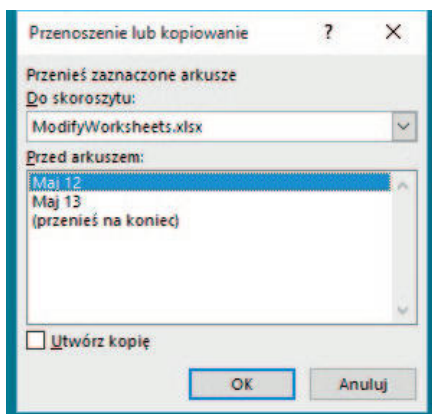 Przenoszenie lub kopiowanie ? ×
Przenieś zaznaczone arkusze
Do skoroszytu:
ModifyWorksheets.xlsx
Przed arkuszem:
Maj 12
Maj 13
(przenieś na koniec)
Utwórz kopię
OK Anuluj